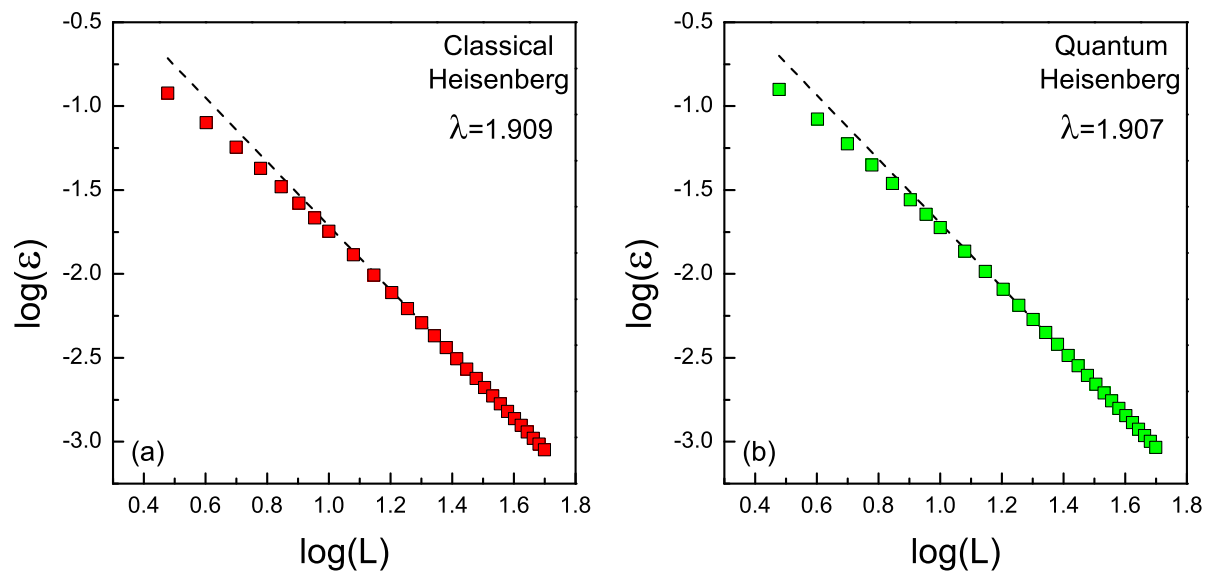 Classical
Heisenberg
λ=1.909
-0.5
-1.0
-1.5
-2.0
-2.5
-3.0
log(ε)
(a)
0.4 0.6 0.8 1.0 1.2 1.4 1.6 1.8
log(L)
Quantum
Heisenberg
λ=1.907
-0.5
-1.0
-1.5
-2.0
-2.5
-3.0
log(ε)
(b)
0.4 0.6 0.8 1.0 1.2 1.4 1.6 1.8
log(L)